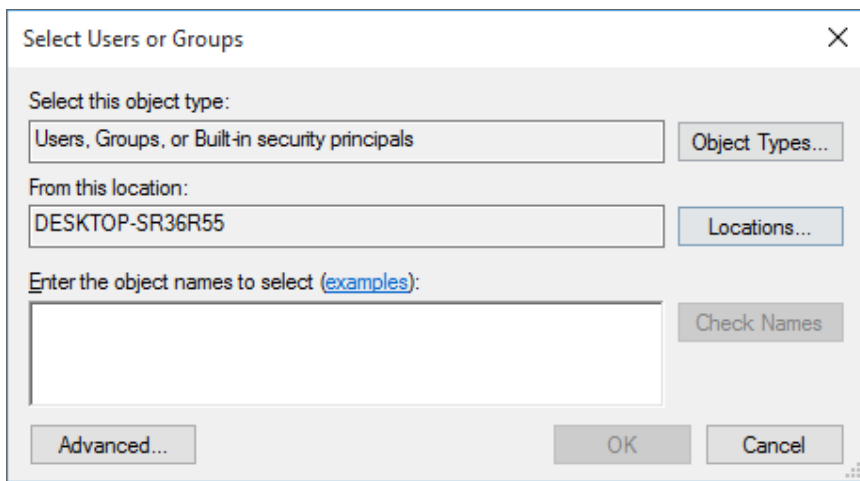 Select Users or Groups
Select this object type:
Users, Groups, or Built-in security principals
Object Types...
From this location:
DESKTOP-SR36R55
Locations...
Enter the object names to select (examples):
Check Names
Advanced...
OK
Cancel